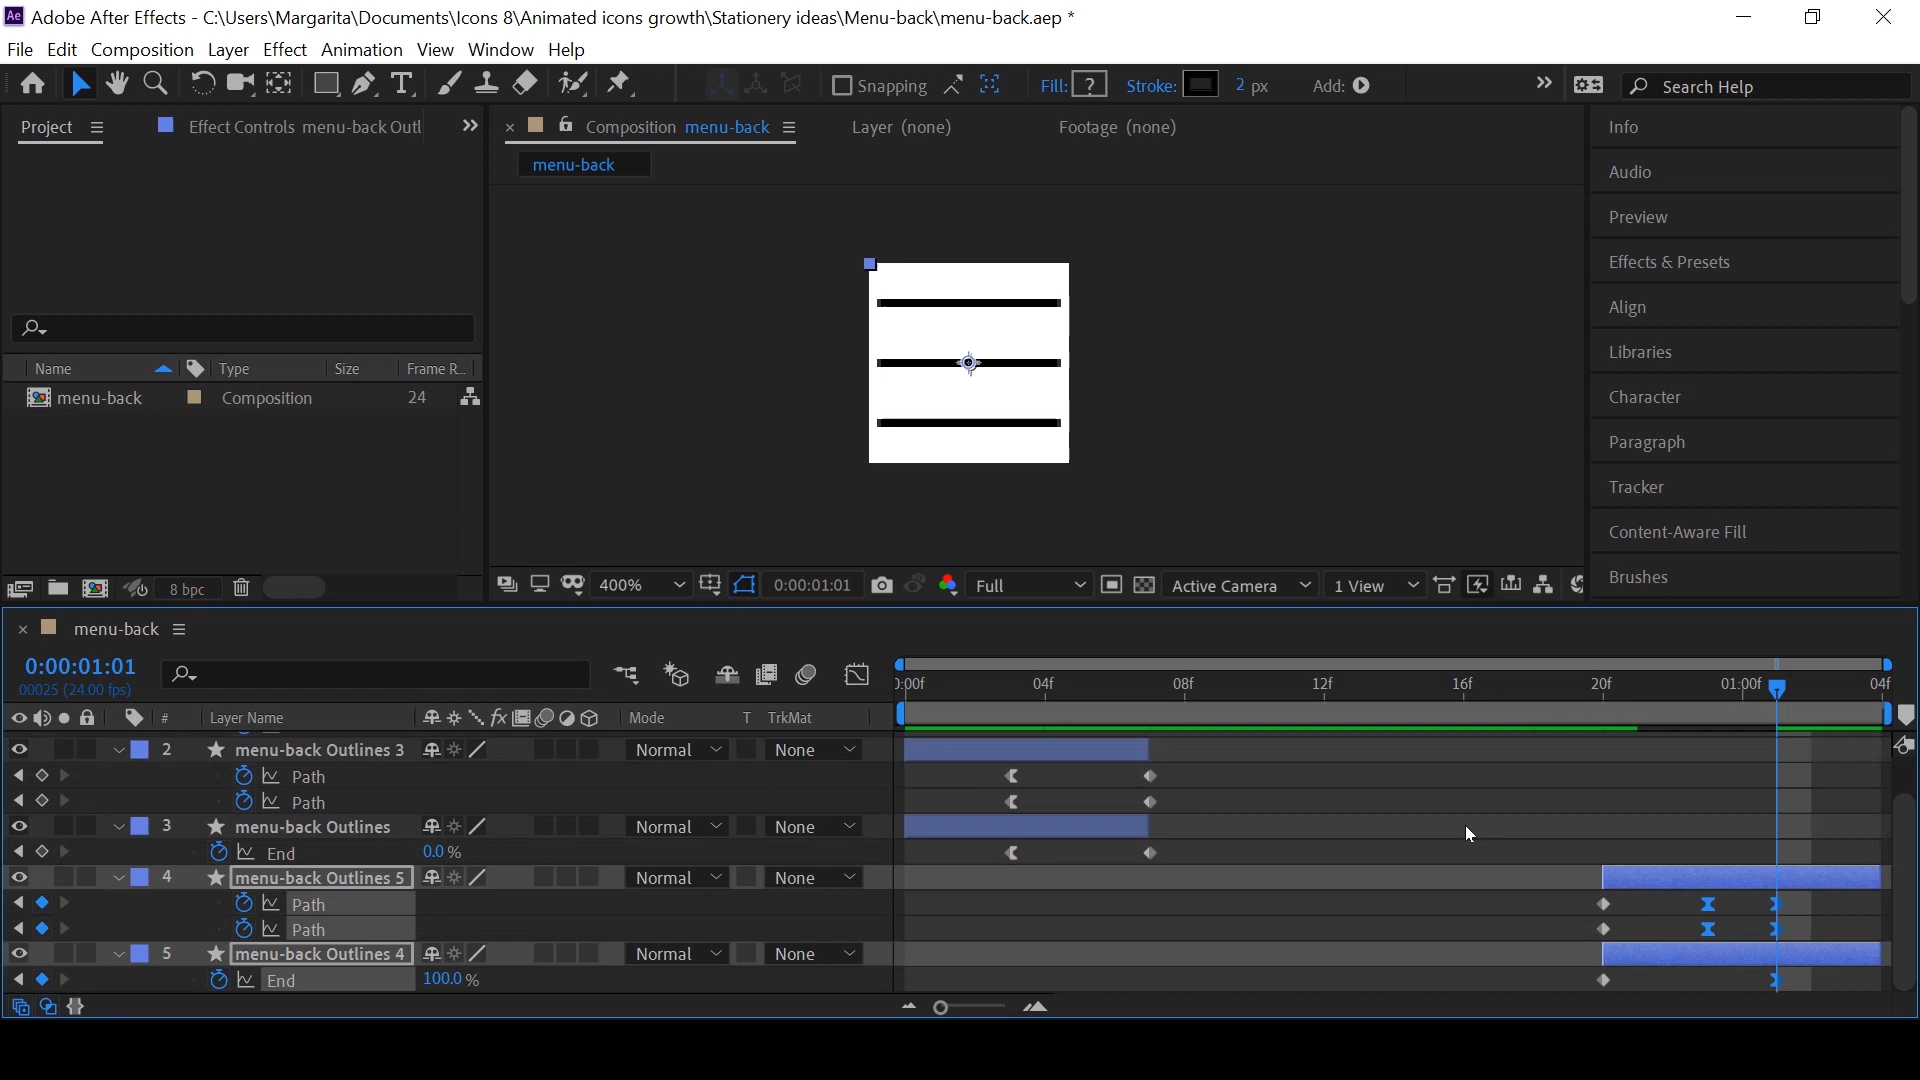 Ae Adobe After Effects - C:\Users\Margarita\Documents\Icons 8\Animated icons growth\Stationery ideas\Menu-back\menu-back.aep *
File Edit Composition Layer Effect Animation View Window Help
Snapping Fill: ? Stroke: 2 px Add: Search Help
Project Effect Controls menu-back Outl
Composition menu-back Layer (none) Footage (none)
menu-back
Info
Audio
Preview
Effects & Presets
Align
Libraries
Character
Paragraph
Tracker
Content-Aware Fill
Brushes
Name Type Size Frame R...
menu-back Composition 24
8 bpc
400% 0:00:01:01 Full Active Camera 1 View
menu-back
0:00:01:01
00025 (24.00 fps)
):00f 04f 08f 12f 16f 20f 01:00f 04f
# Layer Name Mode T TrkMat
2 menu-back Outlines 3 Normal None
Path
Path
3 menu-back Outlines Normal None
End 0.0 %
4 menu-back Outlines 5 Normal None
Path
Path
5 menu-back Outlines 4 Normal None
End 100.0 %